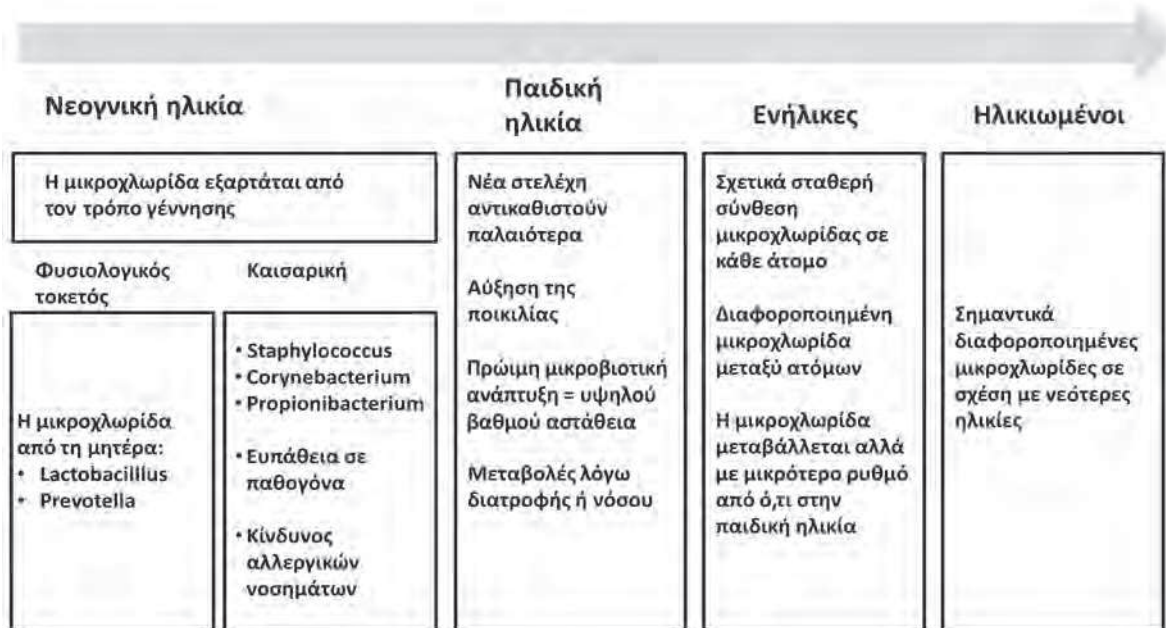 Νεογνική ηλικία
Η μικροχλωρίδα εξαρτάται από
τον τρόπο γέννησης
Φυσιολογικός
τοκετός
Η μικροχλωρίδα
από τη μητέρα:
• Lactobacilllus
• Prevotella
Καισαρική
• Staphylococcus
• Corynebacterium
• Propionibacterium
• Ευπάθεια σε
παθογόνα
• Κίνδυνος
αλλεργικών
νοσημάτων
Παιδική
ηλικία
Νέα στελέχη
αντικαθιστούν
παλαιότερα
Αύξηση της
ποικιλίας
Πρώιμη μικροβιοτική
ανάπτυξη = υψηλού
βαθμού αστάθεια
Μεταβολές λόγω
διατροφής ή νόσου
Ενήλικες
Σχετικά σταθερή
σύνθεση
μικροχλωρίδας σε
κάθε άτομο
Διαφοροποιημένη
μικροχλωρίδα
μεταξύ ατόμων
Η μικροχλωρίδα
μεταβάλλεται αλλά
με μικρότερο ρυθμό
από ό,τι στην
παιδική ηλικία
Ηλικιωμένοι
Σημαντικά
διαφοροποιημένες
μικροχλωρίδες σε
σχέση με νεότερες
ηλικίες